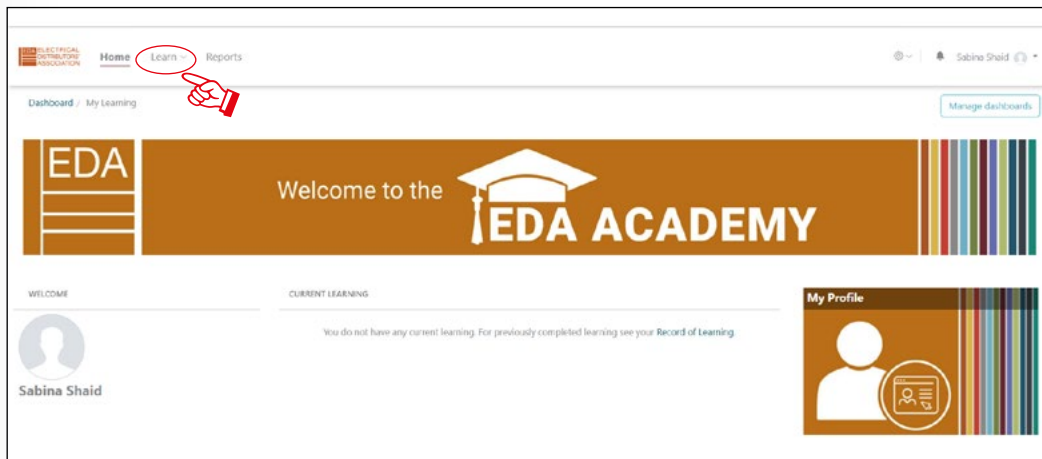 EDA ELECTRICAL
DISTRIBUTORS'
ASSOCIATION
Home Learn Reports
Sabina Shaid
Dashboard / My Learning
Manage dashboards
EDA
Welcome to the
EDA ACADEMY
WELCOME
CURRENT LEARNING
My Profile
You do not have any current learning. For previously completed learning see your Record of Learning.
Sabina Shaid